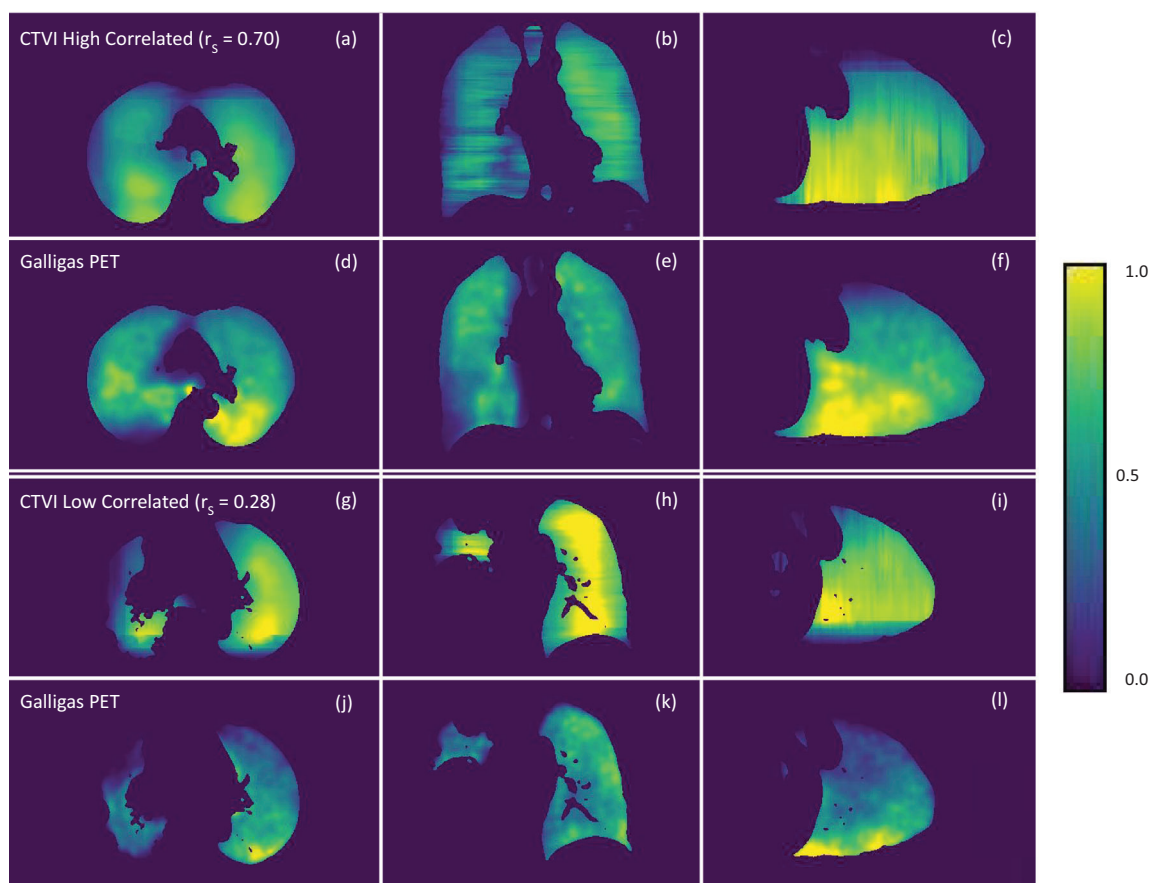 CTVI High Correlated (rₛ = 0.70) (a) (b) (c)
Galligas PET (d) (e) (f)
1.0
CTVI Low Correlated (rₛ = 0.28) (g) (h) (i)
0.5
Galligas PET (j) (k) (l)
0.0